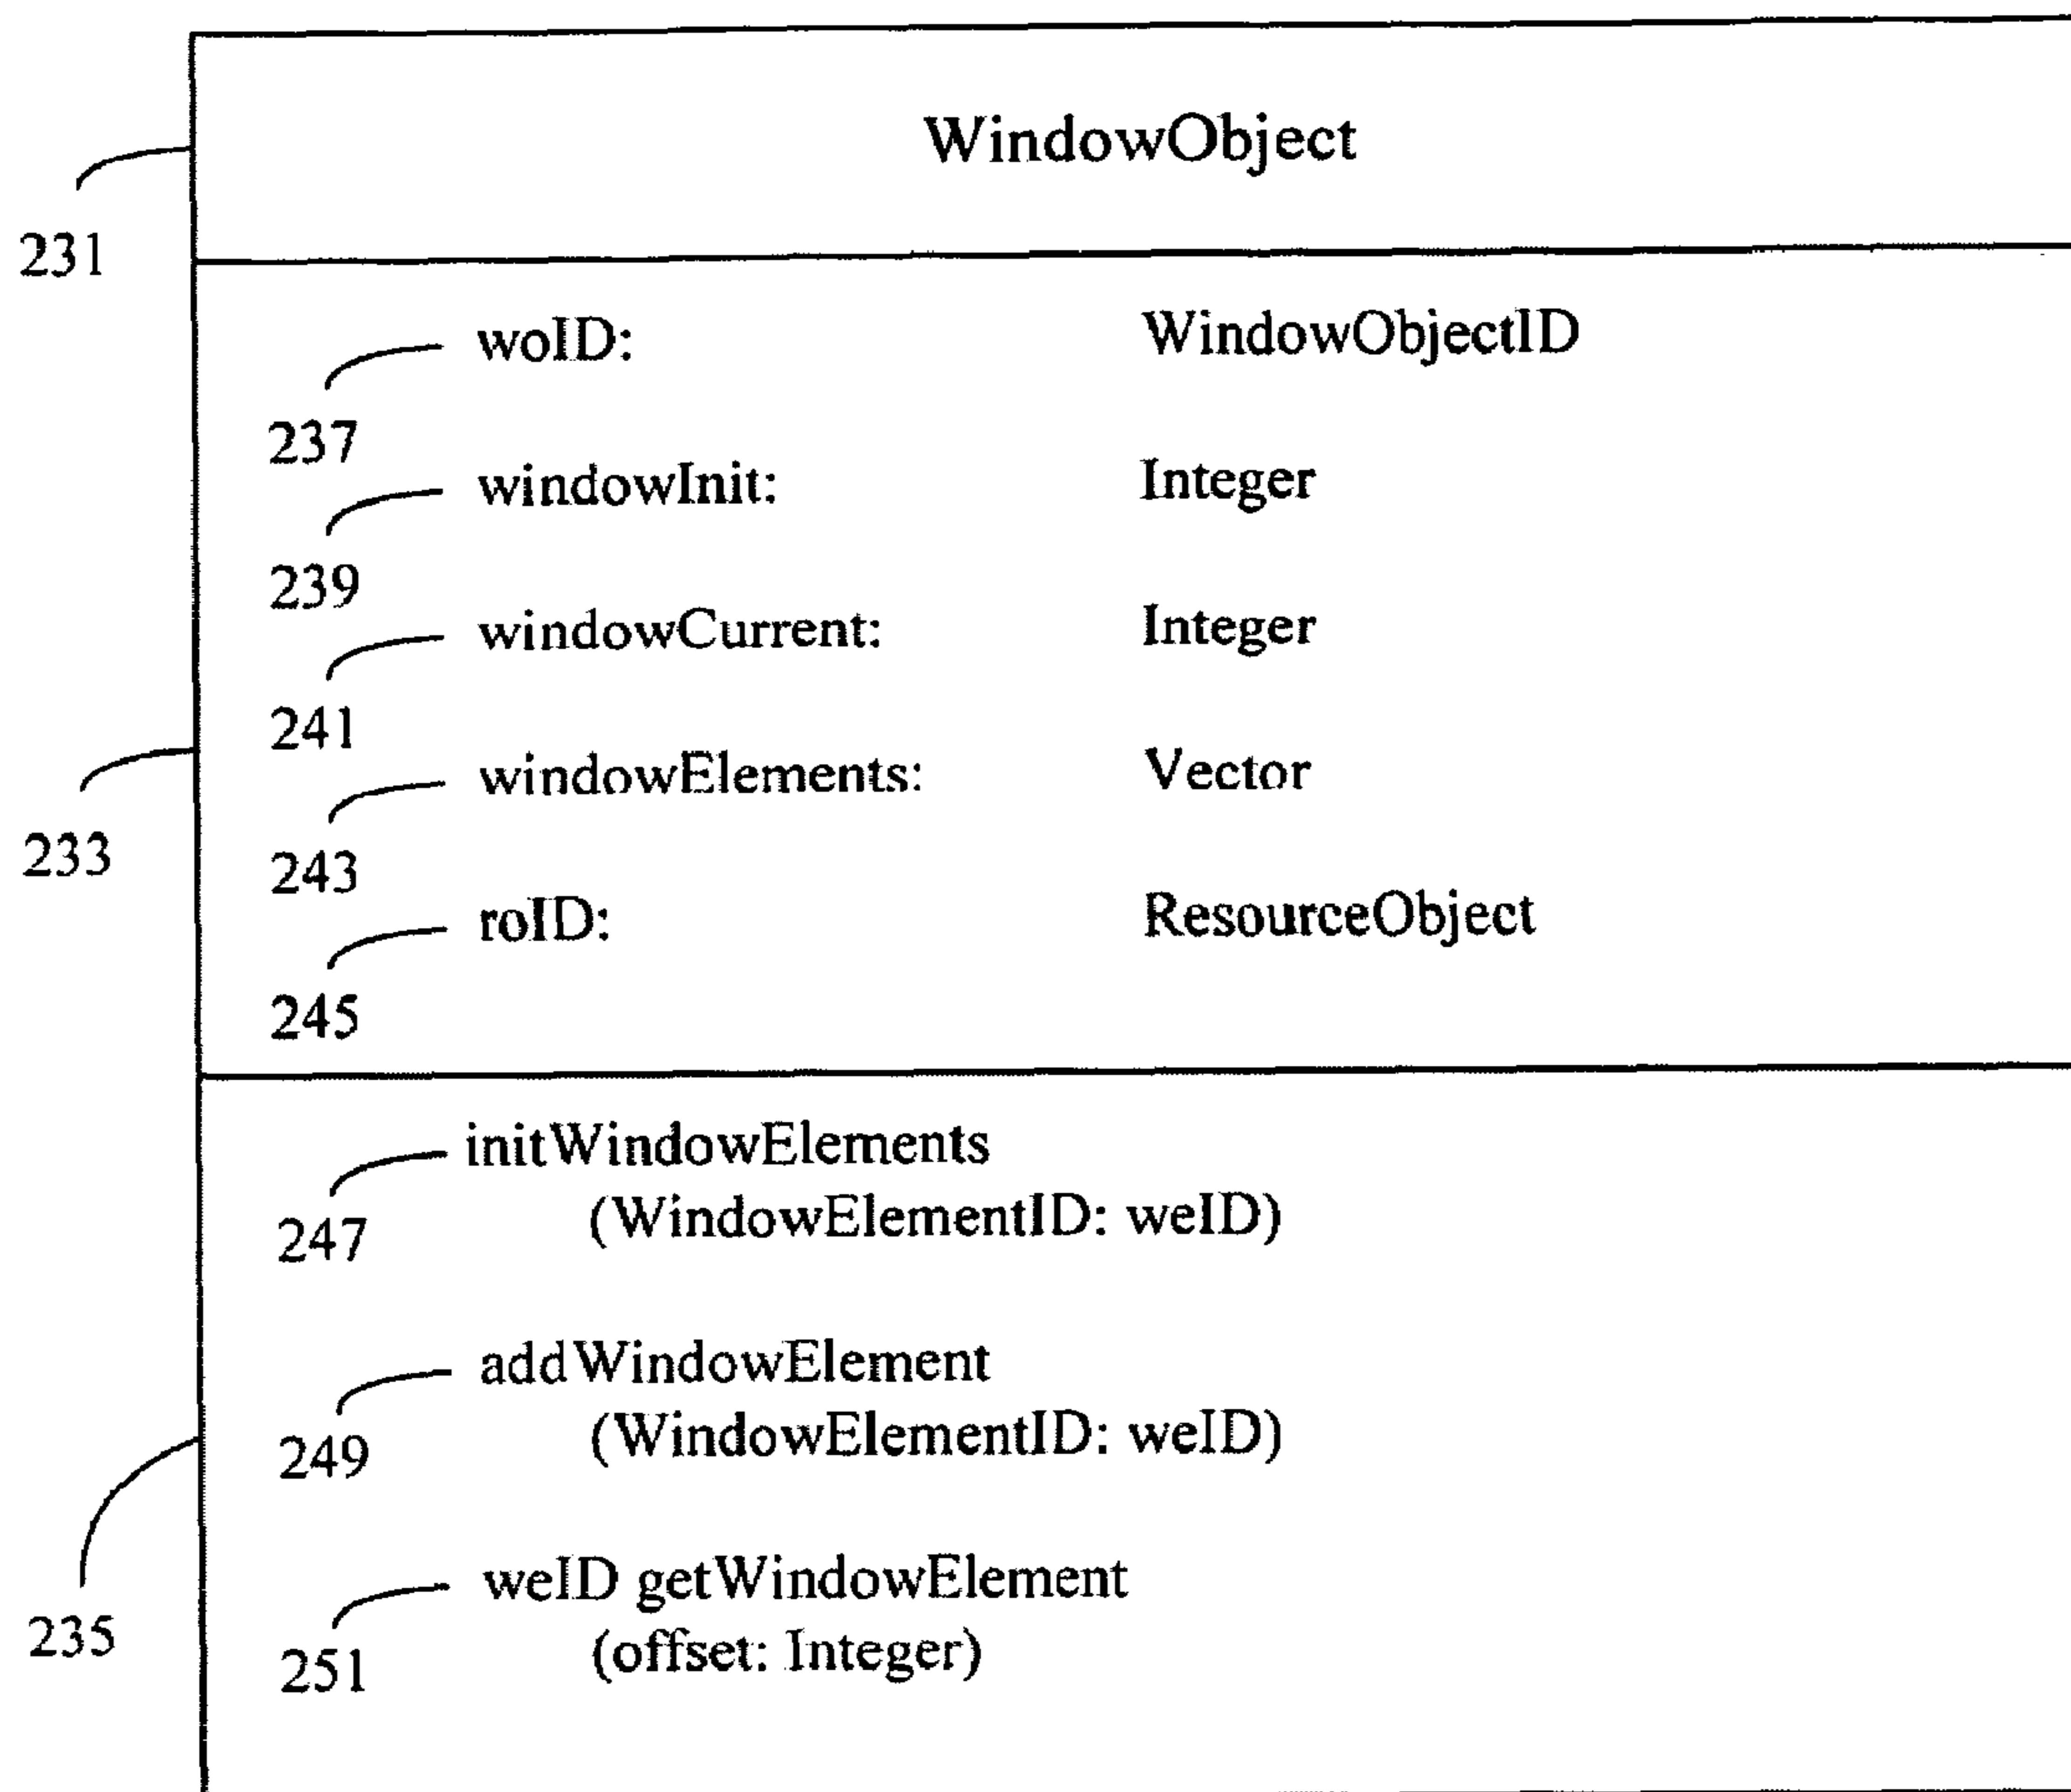 WindowObject
231
woID: WindowObjectID
237
windowInit: Integer
239
windowCurrent: Integer
241
windowElements: Vector
233
243
roID: ResourceObject
245
initWindowElements
(WindowElementID: weID)
247
addWindowElement
(WindowElementID: weID)
249
weID getWindowElement
(offset: Integer)
235
251